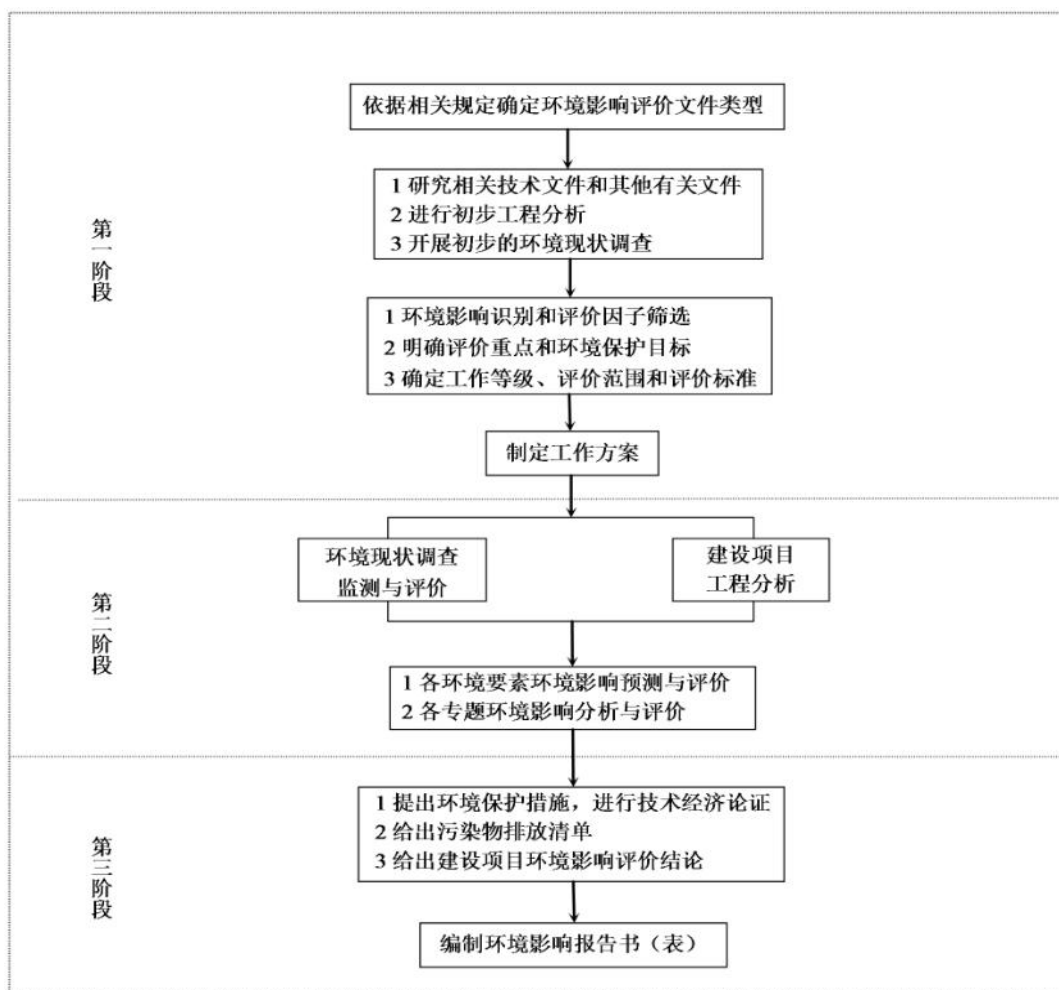 依据相关规定确定环境影响评价文件类型
1 研究相关技术文件和其他有关文件
2 进行初步工程分析
3 开展初步的环境现状调查
第一阶段
1 环境影响识别和评价因子筛选
2 明确评价重点和环境保护目标
3 确定工作等级、评价范围和评价标准
制定工作方案
环境现状调查
监测与评价
建设项目
工程分析
第二阶段
1 各环境要素环境影响预测与评价
2 各专题环境影响分析与评价
1 提出环境保护措施，进行技术经济论证
2 给出污染物排放清单
3 给出建设项目环境影响评价结论
第三阶段
编制环境影响报告书（表）